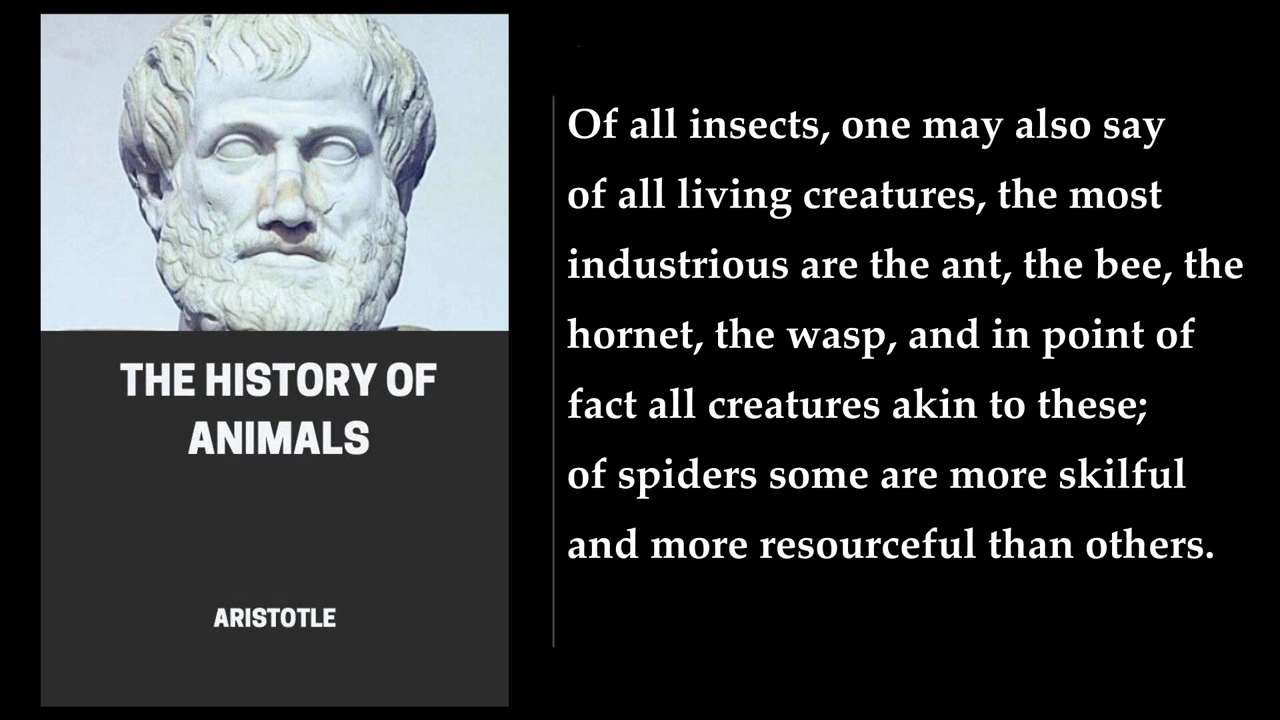 THE HISTORY OF
ANIMALS
ARISTOTLE
Of all insects, one may also say
of all living creatures, the most
industrious are the ant, the bee, the
hornet, the wasp, and in point of
fact all creatures akin to these;
of spiders some are more skilful
and more resourceful than others.